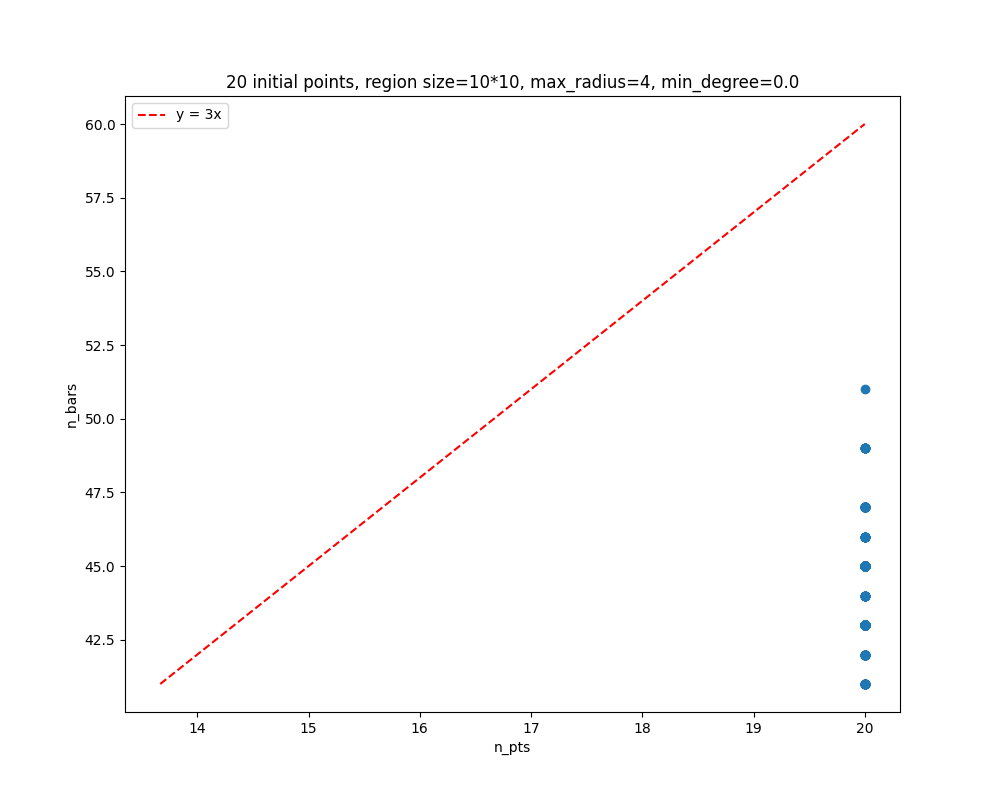 20 initial points, region size=10*10, max_radius=4, min_degree=0.0
y = 3x
60.0
57.5
55.0
52.5
50.0
47.5
45.0
42.5
n_bars
14 15 16 17 18 19 20
n_pts